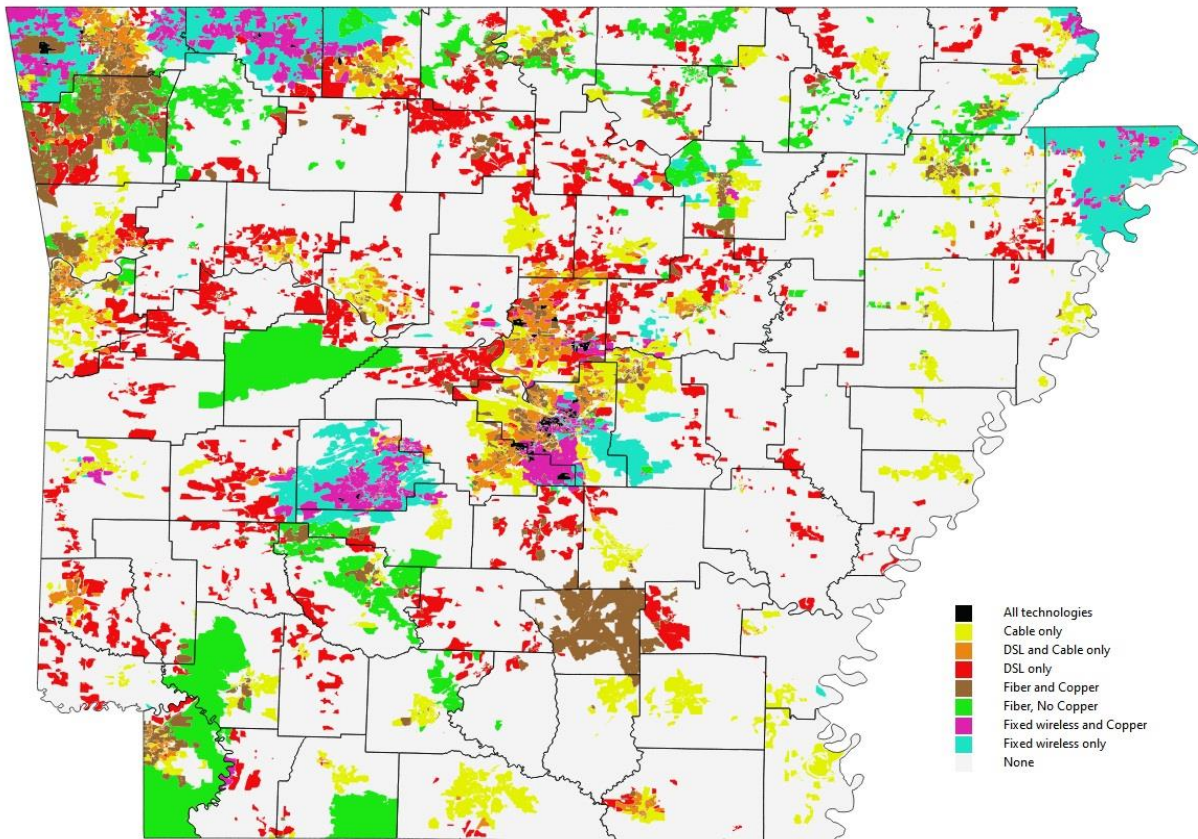 All technologies
Cable only
DSL and Cable only
DSL only
Fiber and Copper
Fiber, No Copper
Fixed wireless and Copper
Fixed wireless only
None